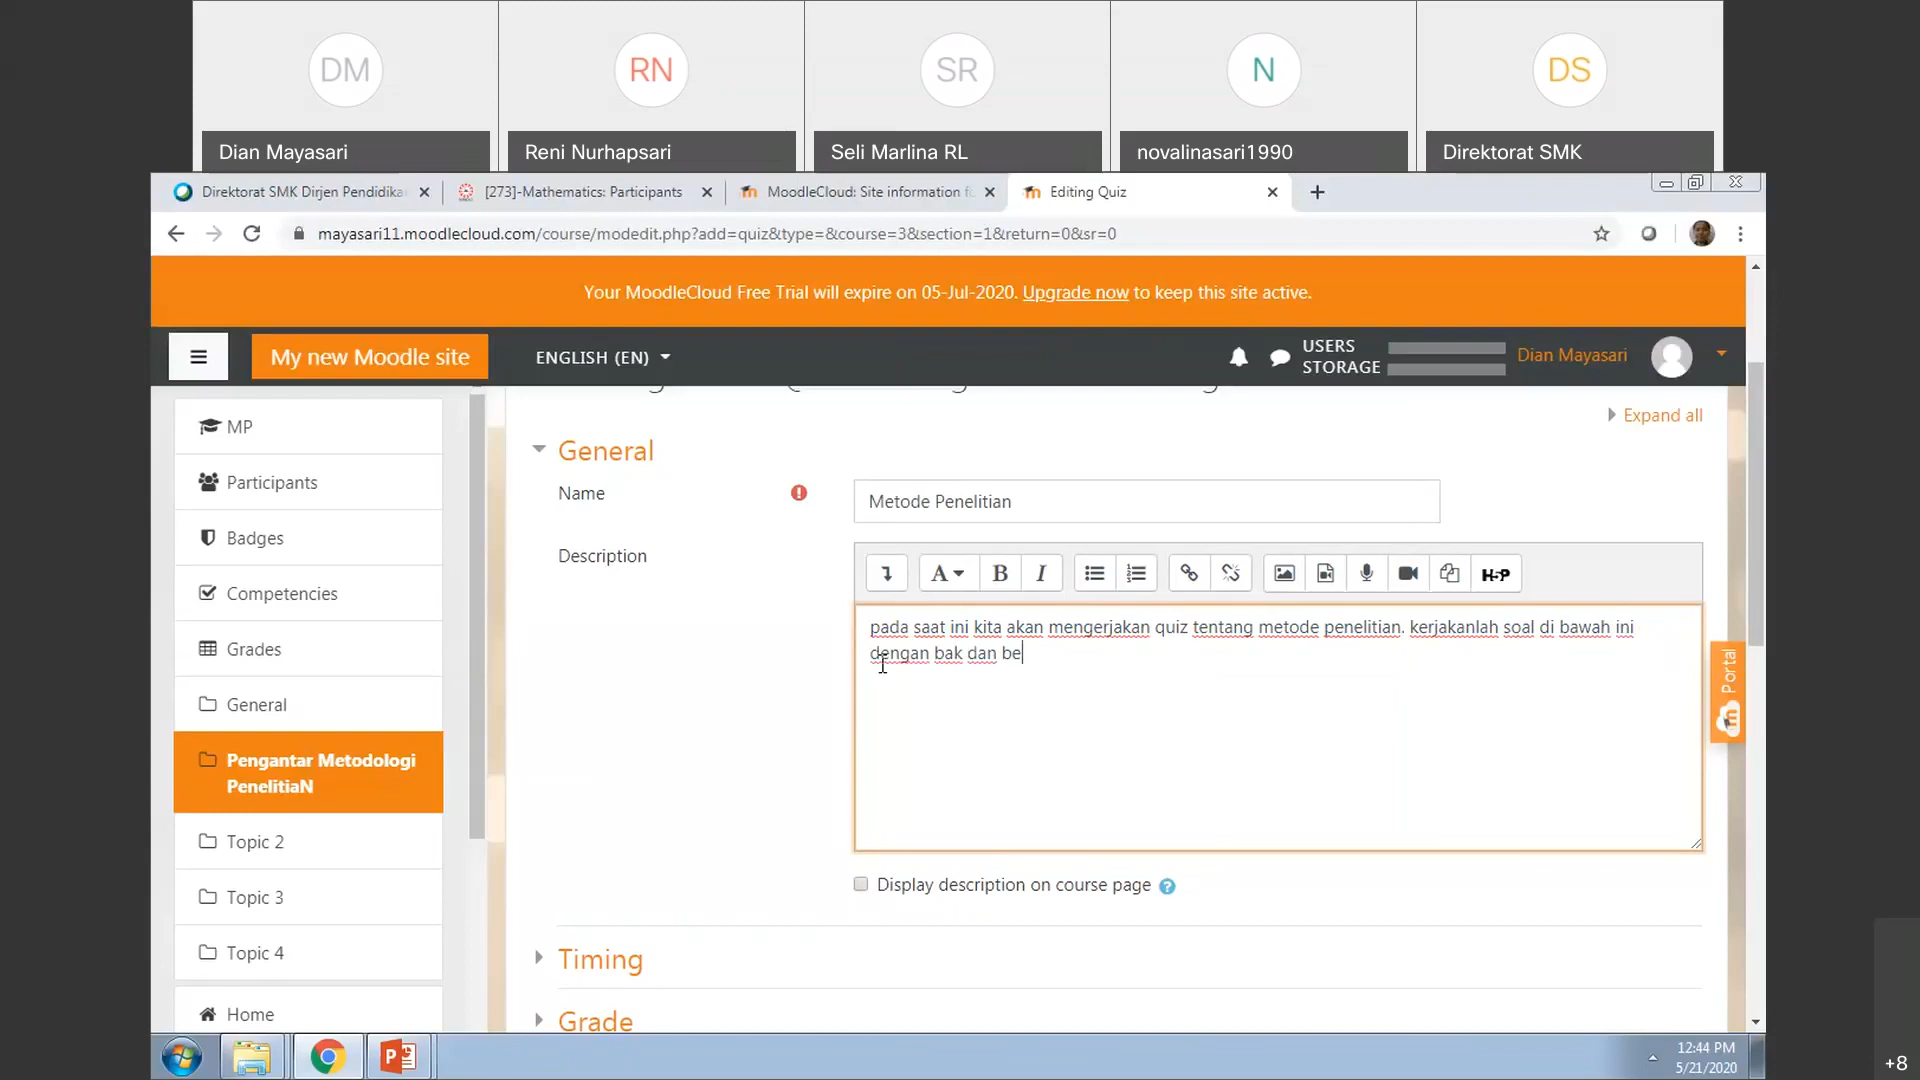 DM
RN
SR
N
DS
Dian Mayasari
Reni Nurhapsari
Seli Marlina RL
novalinasari1990
Direktorat SMK
Direktorat SMK Dirjen Pendidika
[273]-Mathematics: Participants
MoodleCloud: Site information f
Editing Quiz
mayasari11.moodlecloud.com/course/modedit.php?add=quiz&type=&course=3&section=1&return=0&sr=0
Your MoodleCloud Free Trial will expire on 05-Jul-2020. Upgrade now to keep this site active.
My new Moodle site
ENGLISH (EN)
USERS
STORAGE
Dian Mayasari
MP
Participants
Badges
Competencies
Grades
General
Pengantar Metodologi
PenelitiaN
Topic 2
Topic 3
Topic 4
Home
Expand all
General
Name
Metode Penelitian
Description
A
B
I
H-P
pada saat ini kita akan mengerjakan quiz tentang metode penelitian. kerjakanlah soal di bawah ini
dengan bak dan be
Display description on course page
Portal
Timing
Grade
12:44 PM
5/21/2020
+8